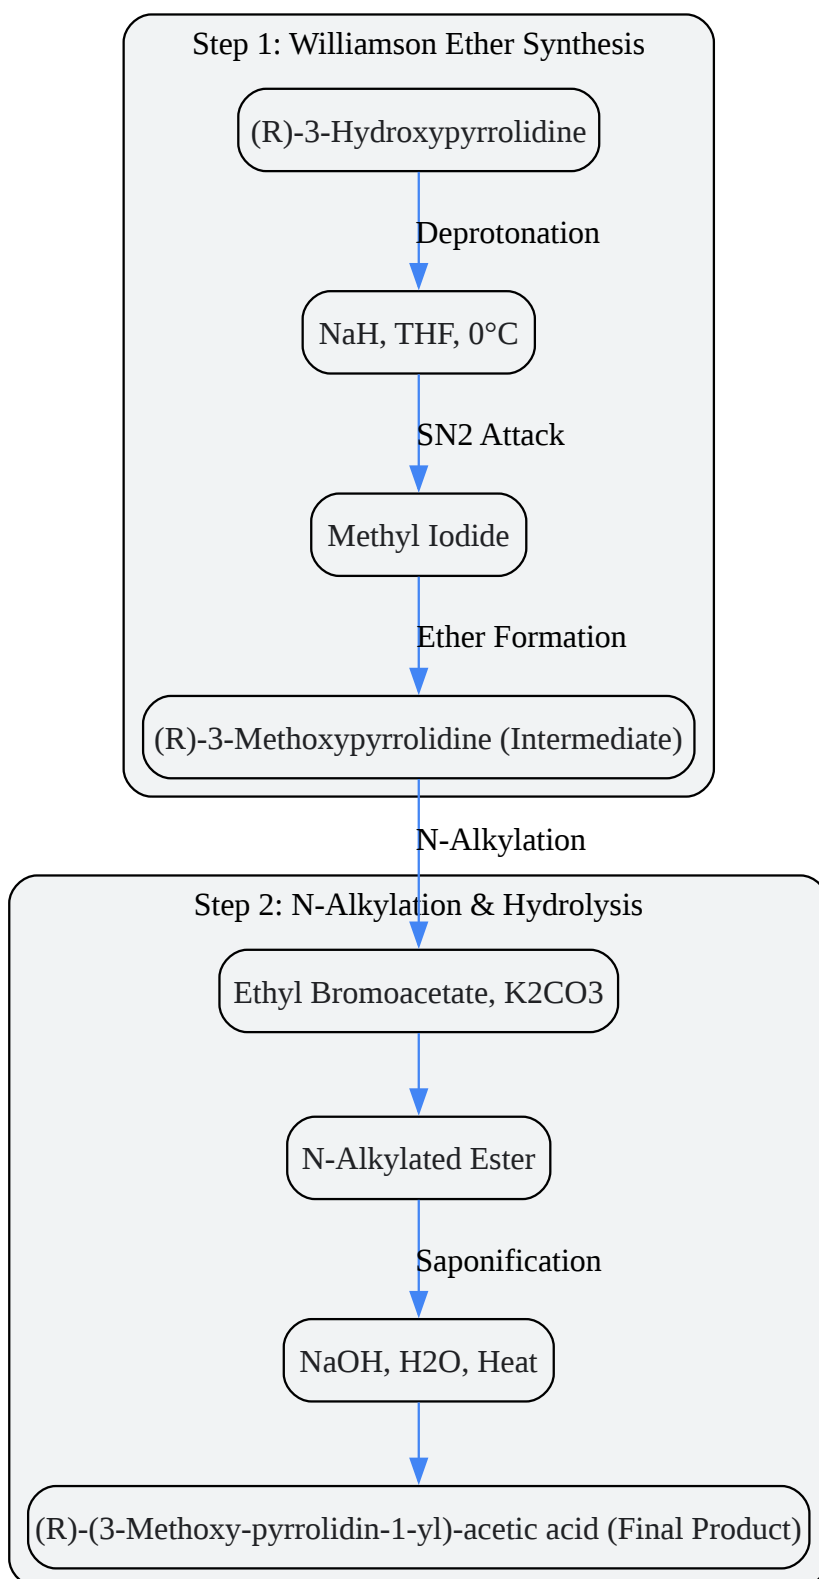 Step 1: Williamson Ether Synthesis
(R)-3-Hydroxypyrrolidine
Deprotonation
NaH, THF, 0°C
SN2 Attack
Methyl Iodide
Ether Formation
(R)-3-Methoxypyrrolidine (Intermediate)
N-Alkylation
Step 2: N-Alkylation & Hydrolysis
Ethyl Bromoacetate, K2CO3
N-Alkylated Ester
Saponification
NaOH, H2O, Heat
(R)-(3-Methoxy-pyrrolidin-1-yl)-acetic acid (Final Product)